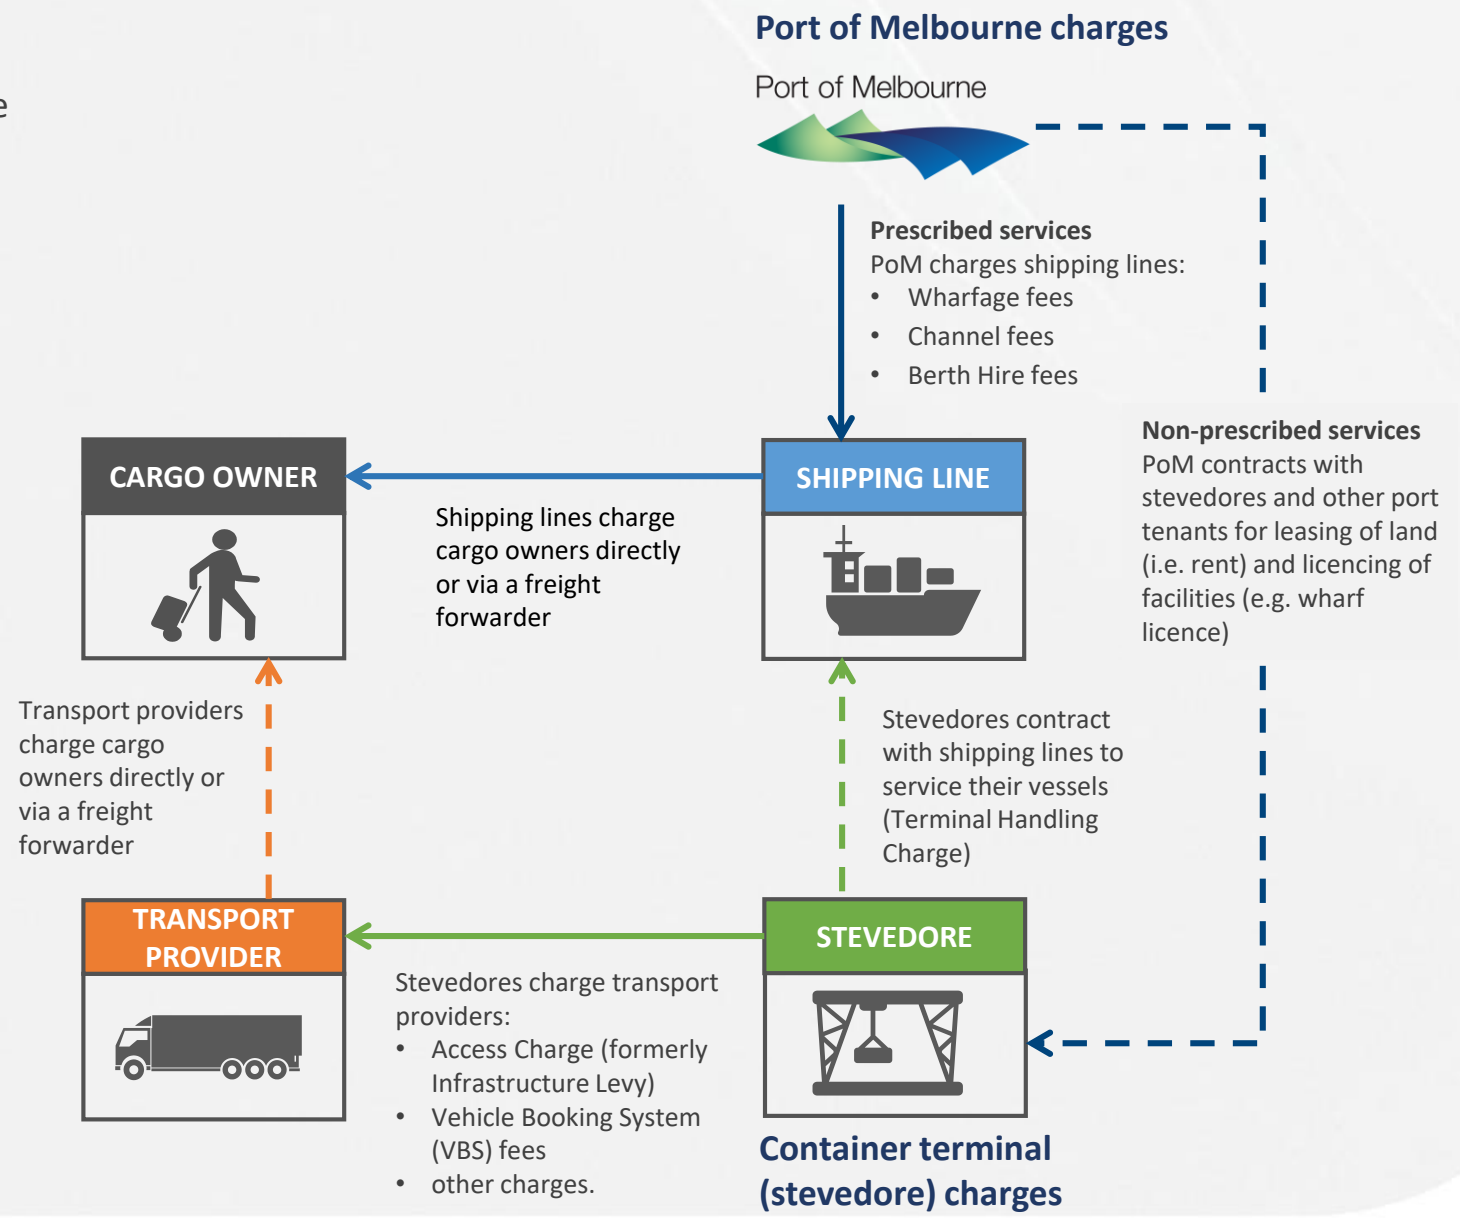 Port of Melbourne charges
Port of Melbourne
e
Prescribed services
PoM charges shipping lines:
• Wharfage fees
• Channel fees
• Berth Hire fees
Non-prescribed services
PoM contracts with
stevedores and other port
tenants for leasing of land
(i.e. rent) and licencing of
facilities (e.g. wharf
licence)
CARGO OWNER
SHIPPING LINE
Shipping lines charge
cargo owners directly
or via a freight
forwarder
Transport providers
charge cargo
owners directly or
via a freight
forwarder
Stevedores contract
with shipping lines to
service their vessels
(Terminal Handling
Charge)
TRANSPORT
PROVIDER
STEVEDORE
Stevedores charge transport
providers:
• Access Charge (formerly
Infrastructure Levy)
• Vehicle Booking System
(VBS) fees
• other charges.
Container terminal
(stevedore) charges